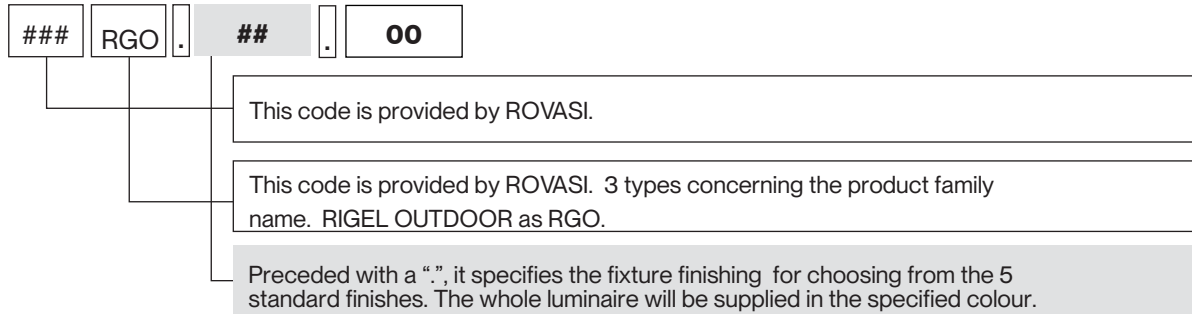 ### RGO . ## . 00
This code is provided by ROVASI.
This code is provided by ROVASI. 3 types concerning the product family
name. RIGEL OUTDOOR as RGO.
Preceded with a “.”, it specifies the fixture finishing for choosing from the 5
standard finishes. The whole luminaire will be supplied in the specified colour.